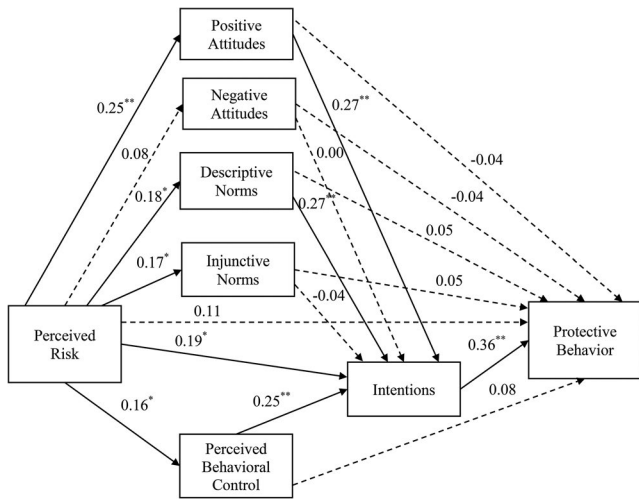 Positive
Attitudes
0.25**
0.27**
Negative
Attitudes
0.08
0.00
-0.04
Descriptive
Norms
0.18*
-0.04
0.27**
0.05
Injunctive
Norms
0.17*
0.05
-0.04
0.11
Perceived
Risk
Protective
Behavior
0.19*
0.36**
Intentions
0.16*
0.25**
0.08
Perceived
Behavioral
Control